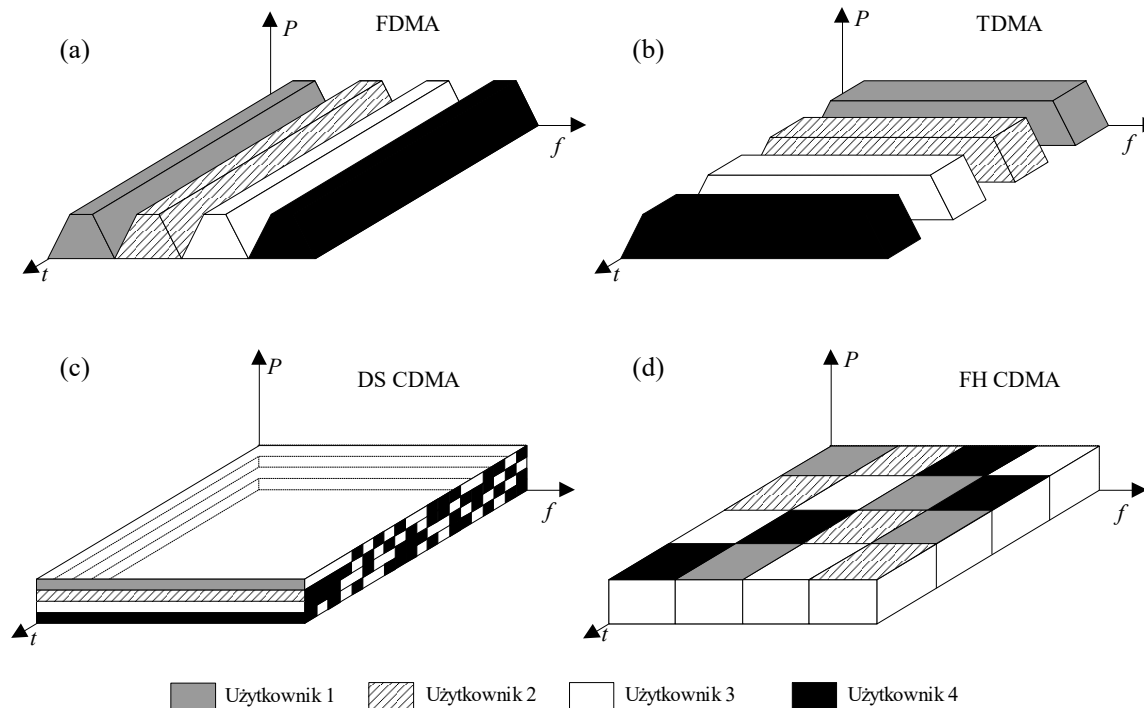 (a) P FDMA
f
t
(b) P TDMA
f
t
(c) P DS CDMA
f
t
(d) P FH CDMA
f
t
Użytkownik 1 Użytkownik 2 Użytkownik 3 Użytkownik 4